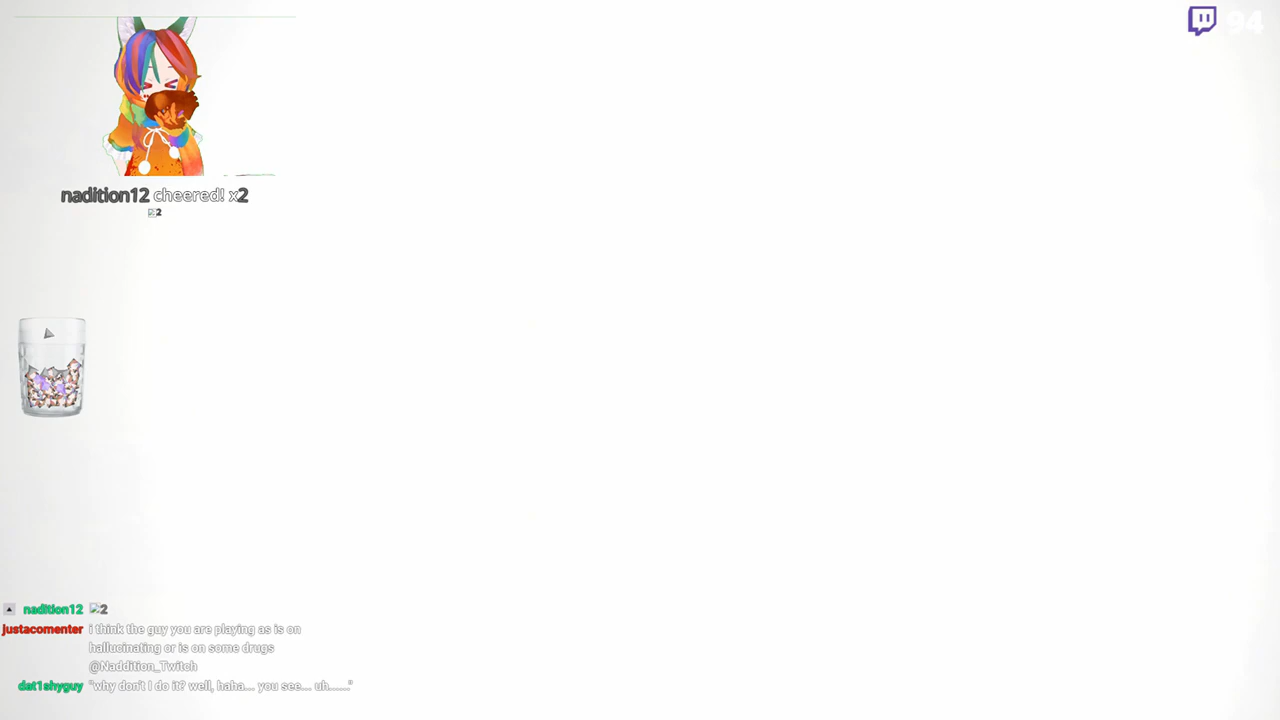 94
nadition12 cheered! x2
2
nadition12 2
justacomenter i think the guy you are playing as is on
hallucinating or is on some drugs
@Naddition_Twitch
dat1shyguy "why don't I do it? well, haha... you see... uh......"